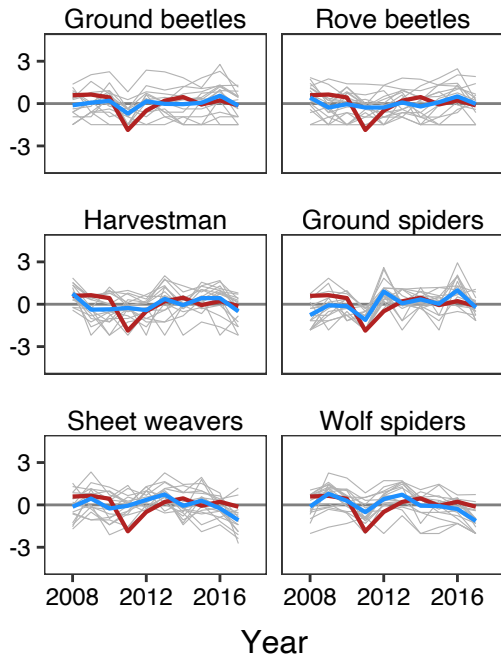 Ground beetles Rove beetles
3
0
-3
Harvestman Ground spiders
3
0
-3
Sheet weavers Wolf spiders
3
0
-3
2008 2012 2016 2008 2012 2016
Year